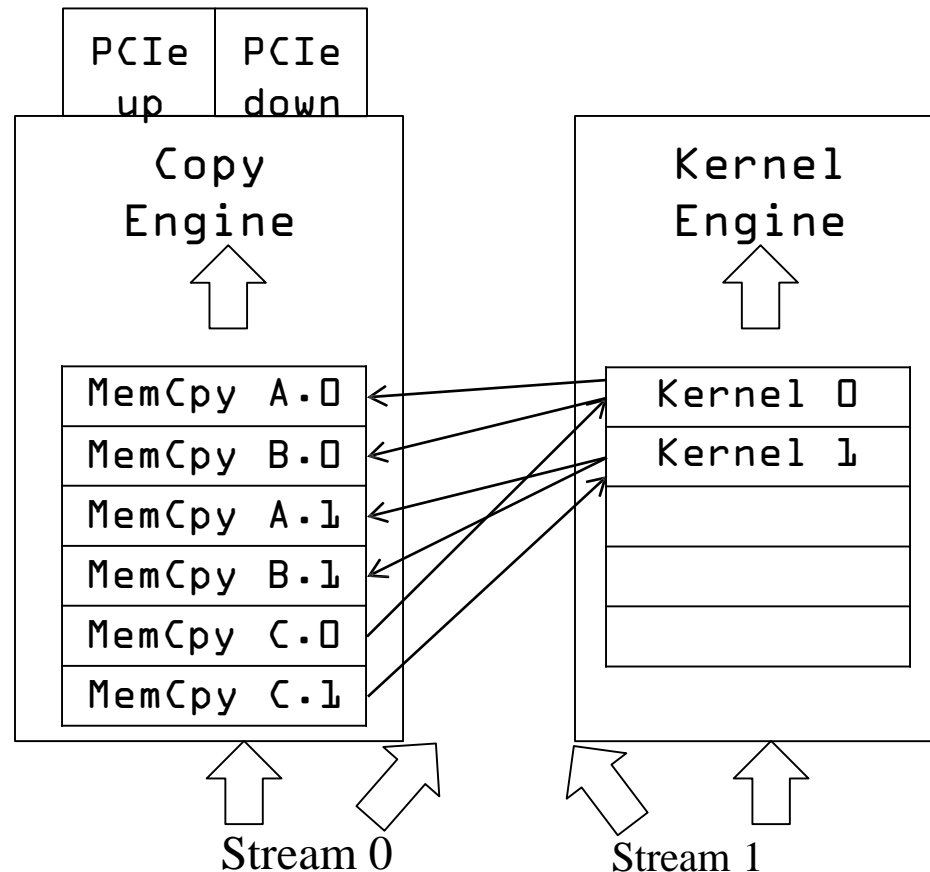 PCIe up
PCIe down
Copy
Engine
Kernel
Engine
MemCpy A.0
MemCpy B.0
MemCpy A.1
MemCpy B.1
MemCpy C.0
MemCpy C.1
Kernel 0
Kernel 1
Stream 0
Stream 1